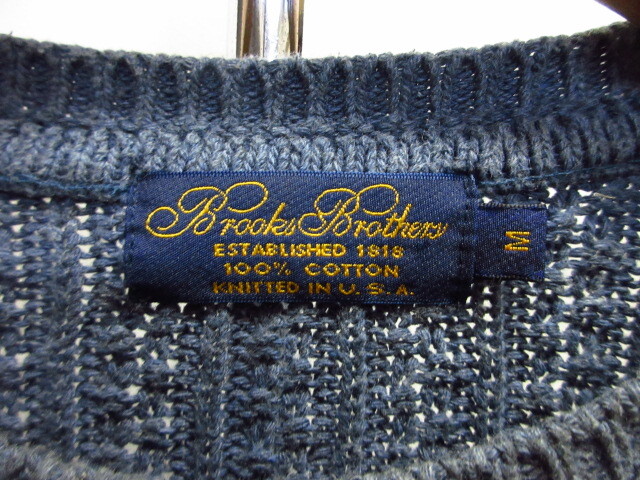 Brooks Brothers
ESTABLISHED 1818
100% COTTON
KNITTED IN U.S.A.
M